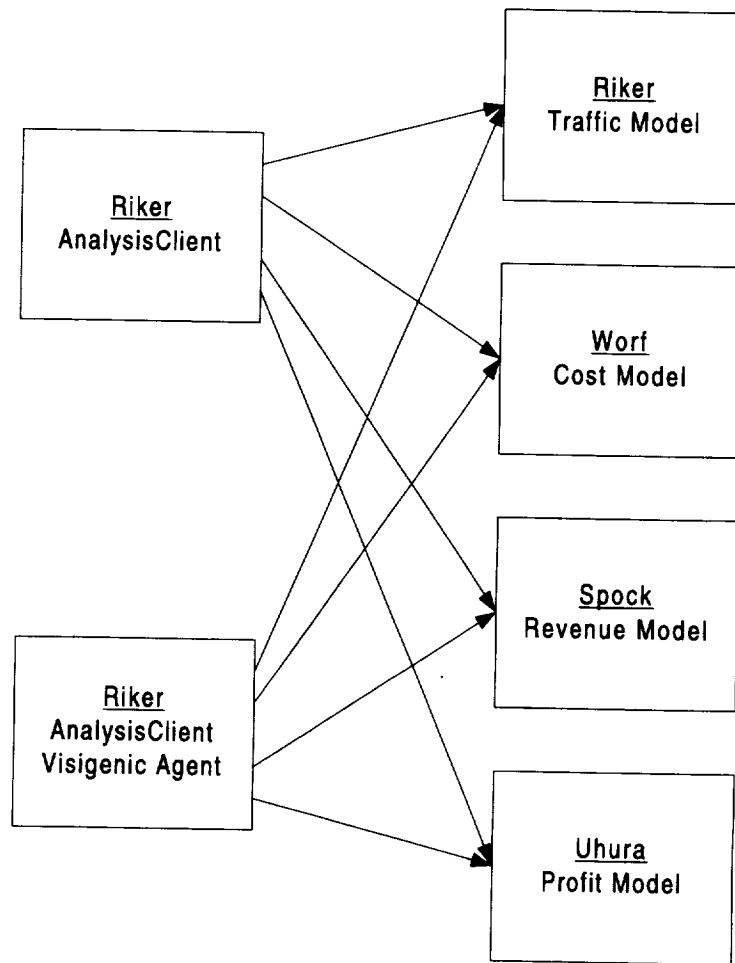 Riker
AnalysisClient
Riker
AnalysisClient
Visigenic Agent
Riker
Traffic Model
Worf
Cost Model
Spock
Revenue Model
Uhura
Profit Model